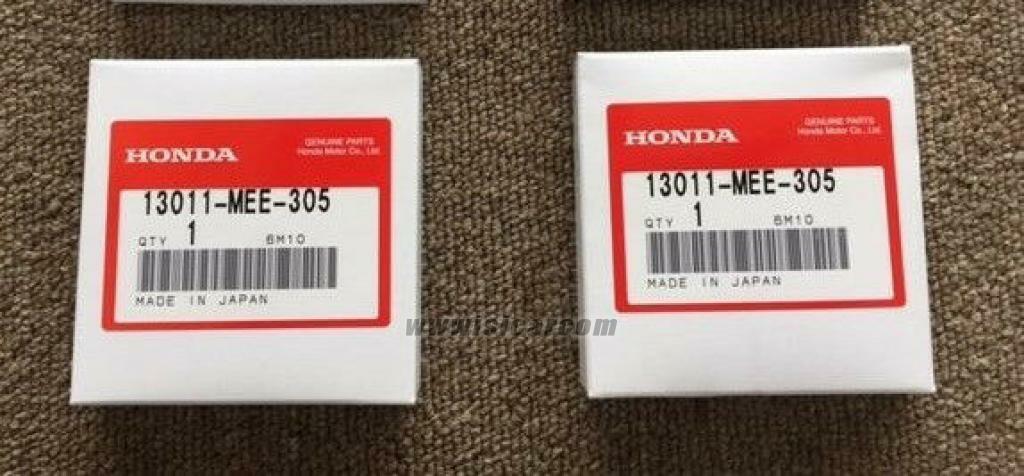 HONDA
GENUINE PARTS
Honda Motor Co., Ltd.
13011-MEE-305
QTY 1 6M10
MADE IN JAPAN
HONDA
GENUINE PARTS
Honda Motor Co., Ltd.
13011-MEE-305
QTY 1 6M10
MADE IN JAPAN